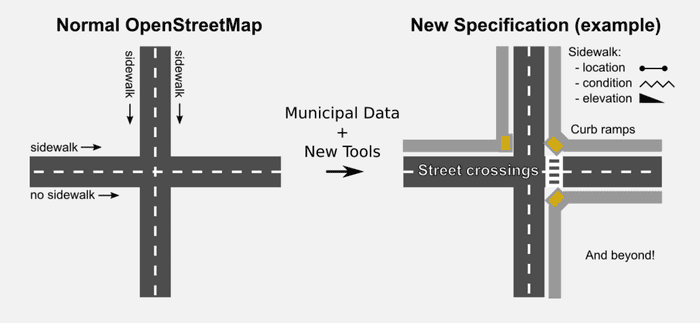 Normal OpenStreetMap
sidewalk
sidewalk
sidewalk
no sidewalk
Municipal Data
+
New Tools
New Specification (example)
Sidewalk:
- location
- condition
- elevation
Curb ramps
Street crossings
And beyond!